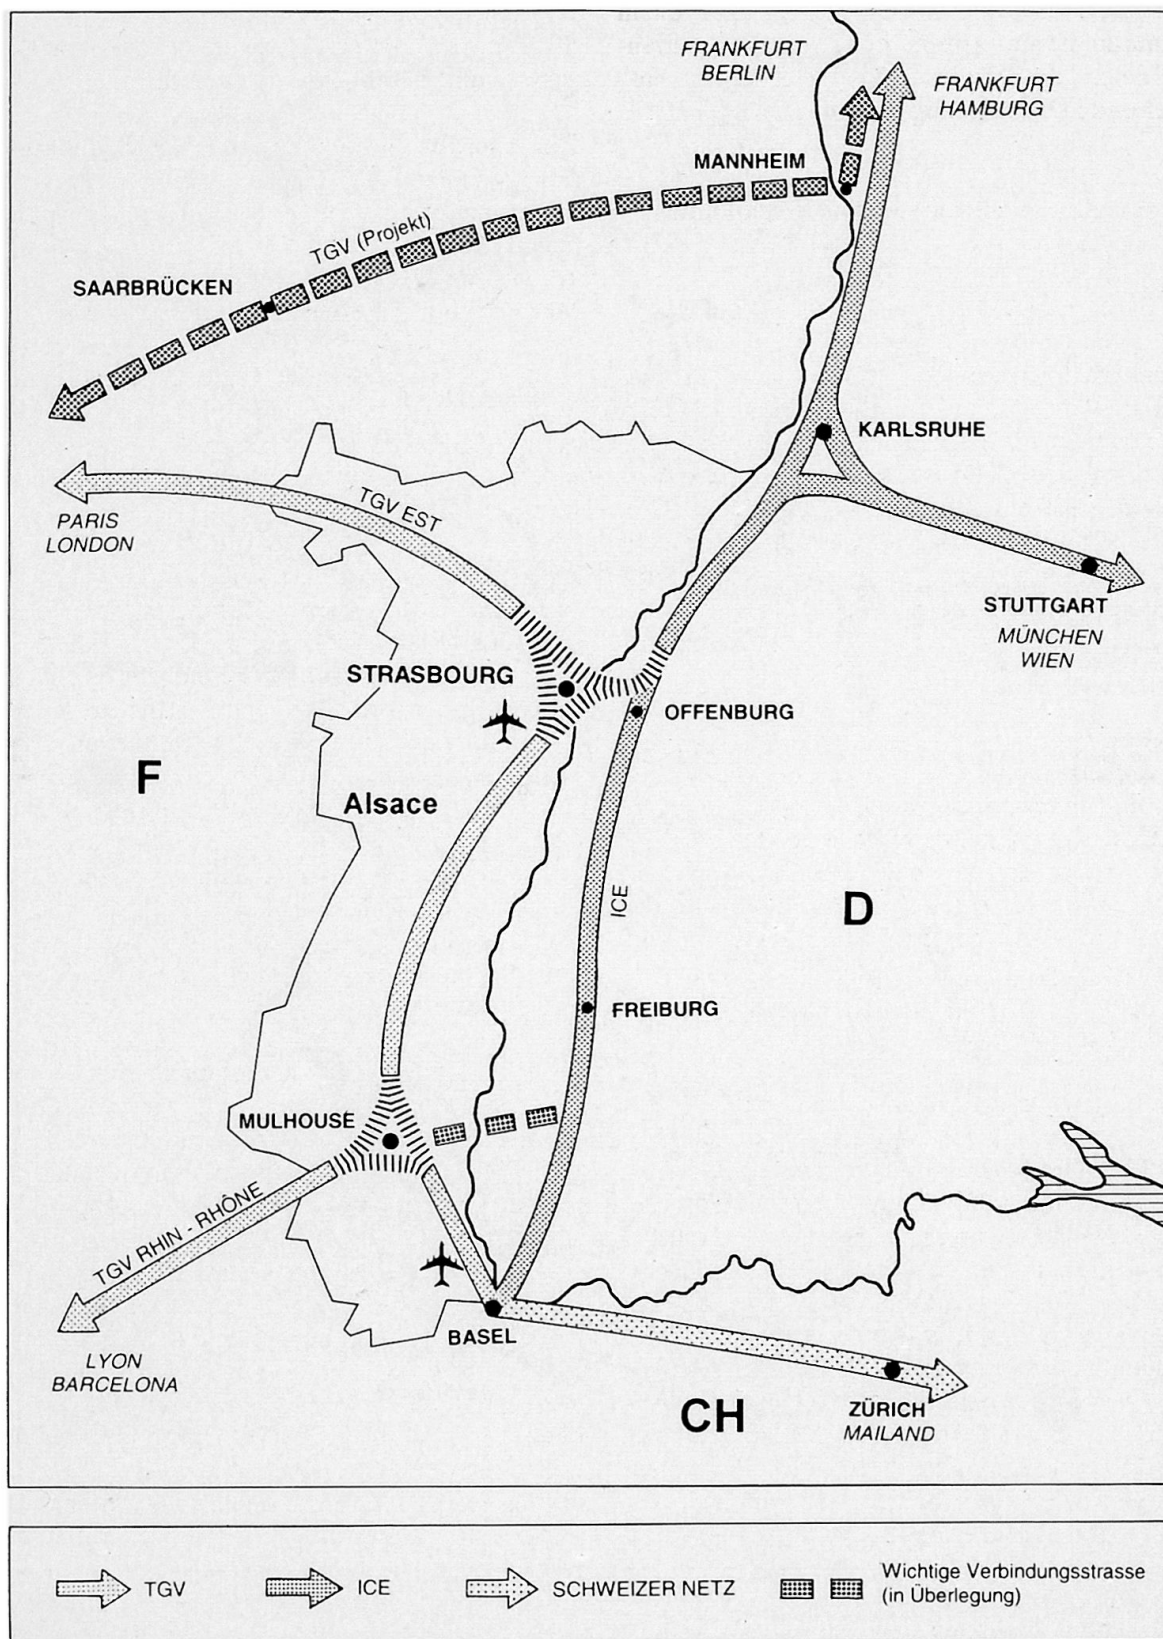 FRANKFURT
BERLIN
FRANKFURT
HAMBURG
MANNHEIM
TGV (Projekt)
SAARBRÜCKEN
KARLSRUHE
TGV EST
PARIS
LONDON
STUTTGART
MÜNCHEN
WIEN
STRASBOURG
OFFENBURG
F
Alsace
D
ICE
FREIBURG
MULHOUSE
TGV RHIN - RHÔNE
BASEL
LYON
BARCELONA
CH
ZÜRICH
MAILAND
TGV
ICE
SCHWEIZER NETZ
Wichtige Verbindungsstrasse
(in Überlegung)